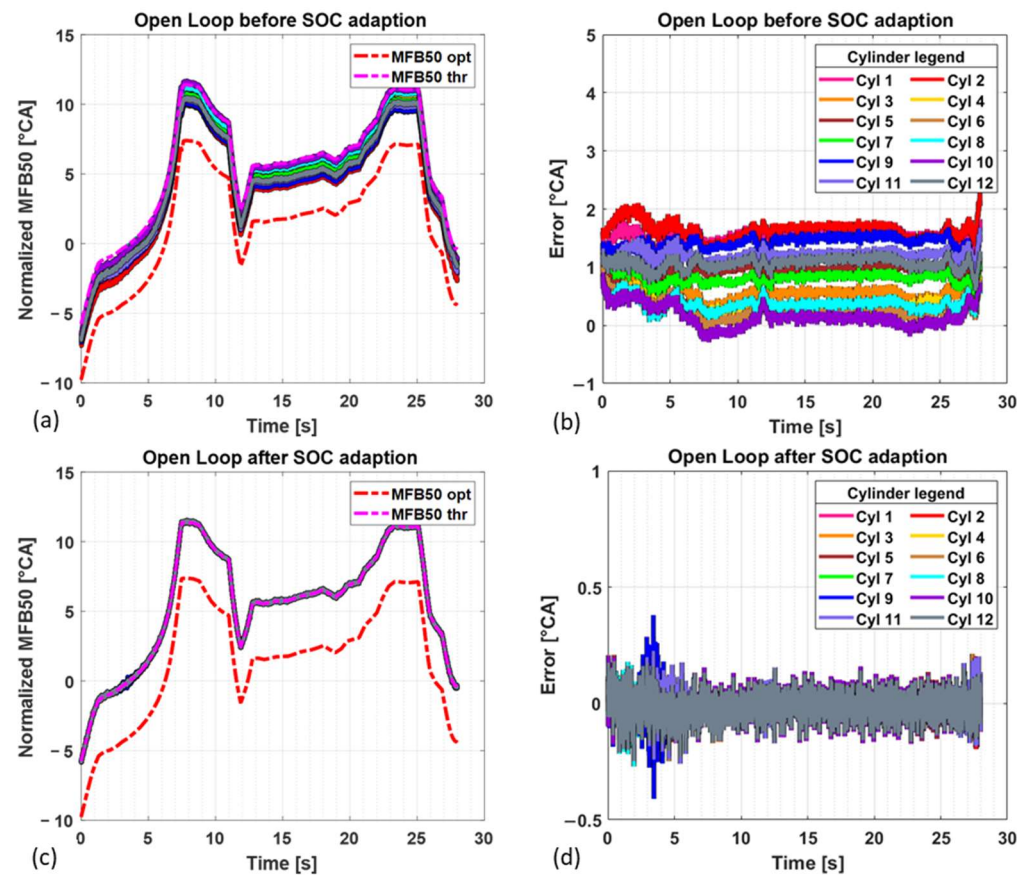 Open Loop before SOC adaption
Normalized MFB50 [°CA]
15
10
5
0
−5
−10
MFB50 opt
MFB50 thr
0 5 10 15 20 25 30
Time [s]
(a)
Open Loop before SOC adaption
Error [°CA]
5
4
3
2
1
0
−1
Cylinder legend
Cyl 1 Cyl 2
Cyl 3 Cyl 4
Cyl 5 Cyl 6
Cyl 7 Cyl 8
Cyl 9 Cyl 10
Cyl 11 Cyl 12
0 5 10 15 20 25 30
Time [s]
(b)
Open Loop after SOC adaption
Normalized MFB50 [°CA]
15
10
5
0
−5
−10
MFB50 opt
MFB50 thr
0 5 10 15 20 25 30
Time [s]
(c)
Open Loop after SOC adaption
Error [°CA]
1
0.5
0
−0.5
Cylinder legend
Cyl 1 Cyl 2
Cyl 3 Cyl 4
Cyl 5 Cyl 6
Cyl 7 Cyl 8
Cyl 9 Cyl 10
Cyl 11 Cyl 12
0 5 10 15 20 25 30
Time [s]
(d)